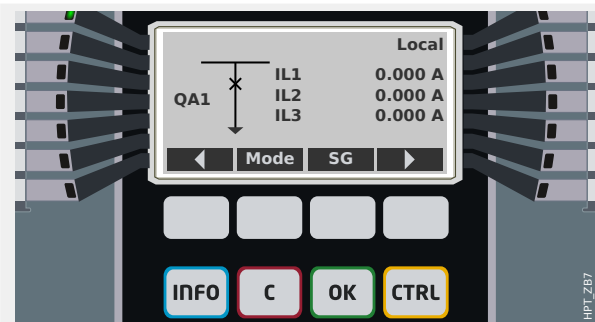 Local
IL1 0.000 A
QA1 IL2 0.000 A
IL3 0.000 A
Mode SG
INFO C OK CTRL
HPT_ZB7